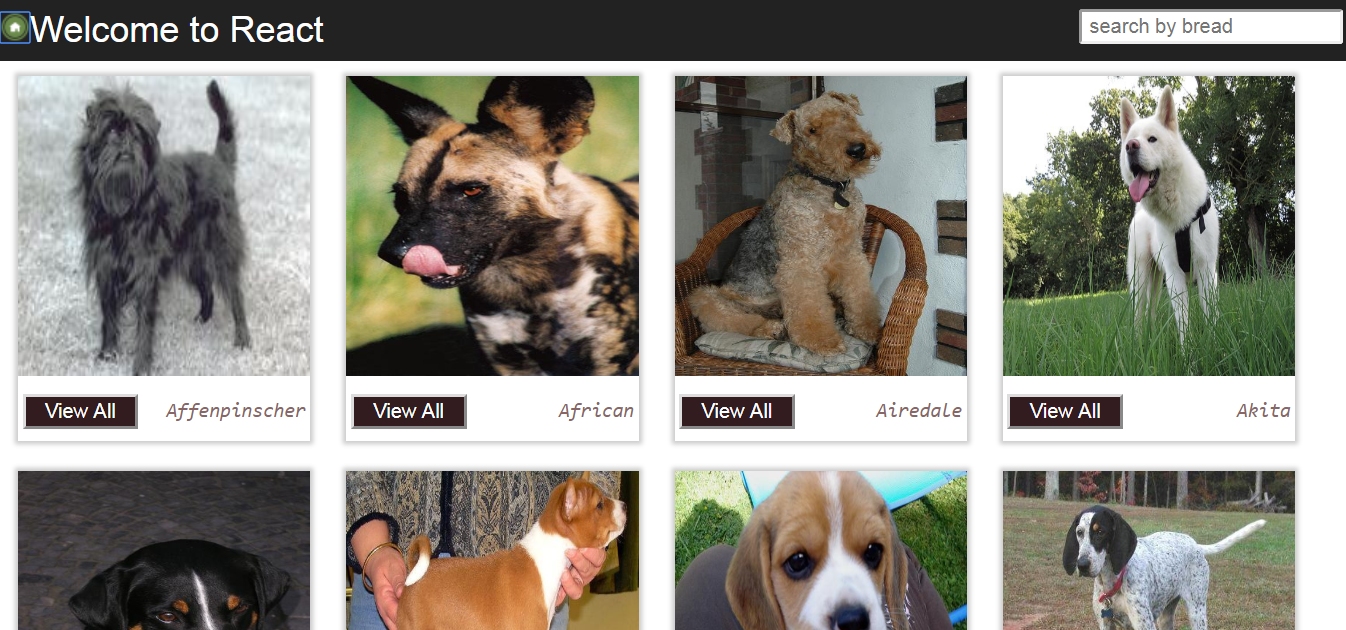 Welcome to React
search by bread
View All Affenpinscher
View All African
View All Airedale
View All Akita